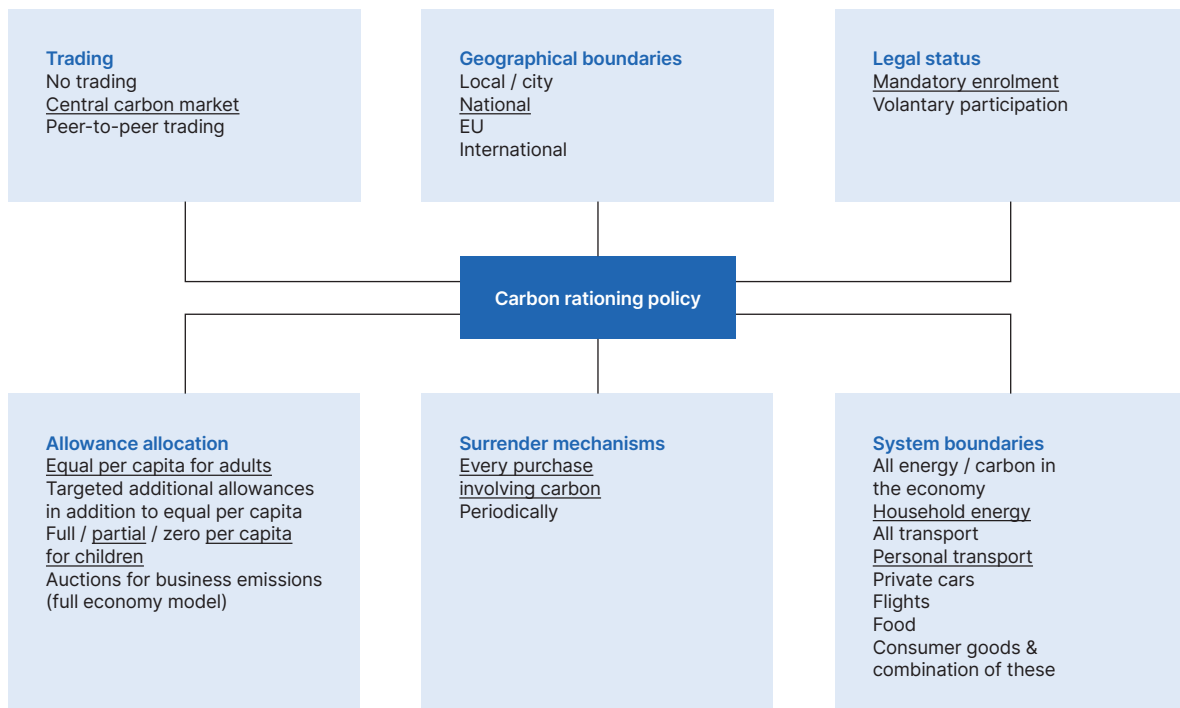 Trading
No trading
Central carbon market
Peer-to-peer trading
Geographical boundaries
Local / city
National
EU
International
Legal status
Mandatory enrolment
Volantary participation
Carbon rationing policy
Allowance allocation
Equal per capita for adults
Targeted additional allowances
in addition to equal per capita
Full / partial / zero per capita
for children
Auctions for business emissions
(full economy model)
Surrender mechanisms
Every purchase
involving carbon
Periodically
System boundaries
All energy / carbon in
the economy
Household energy
All transport
Personal transport
Private cars
Flights
Food
Consumer goods &
combination of these